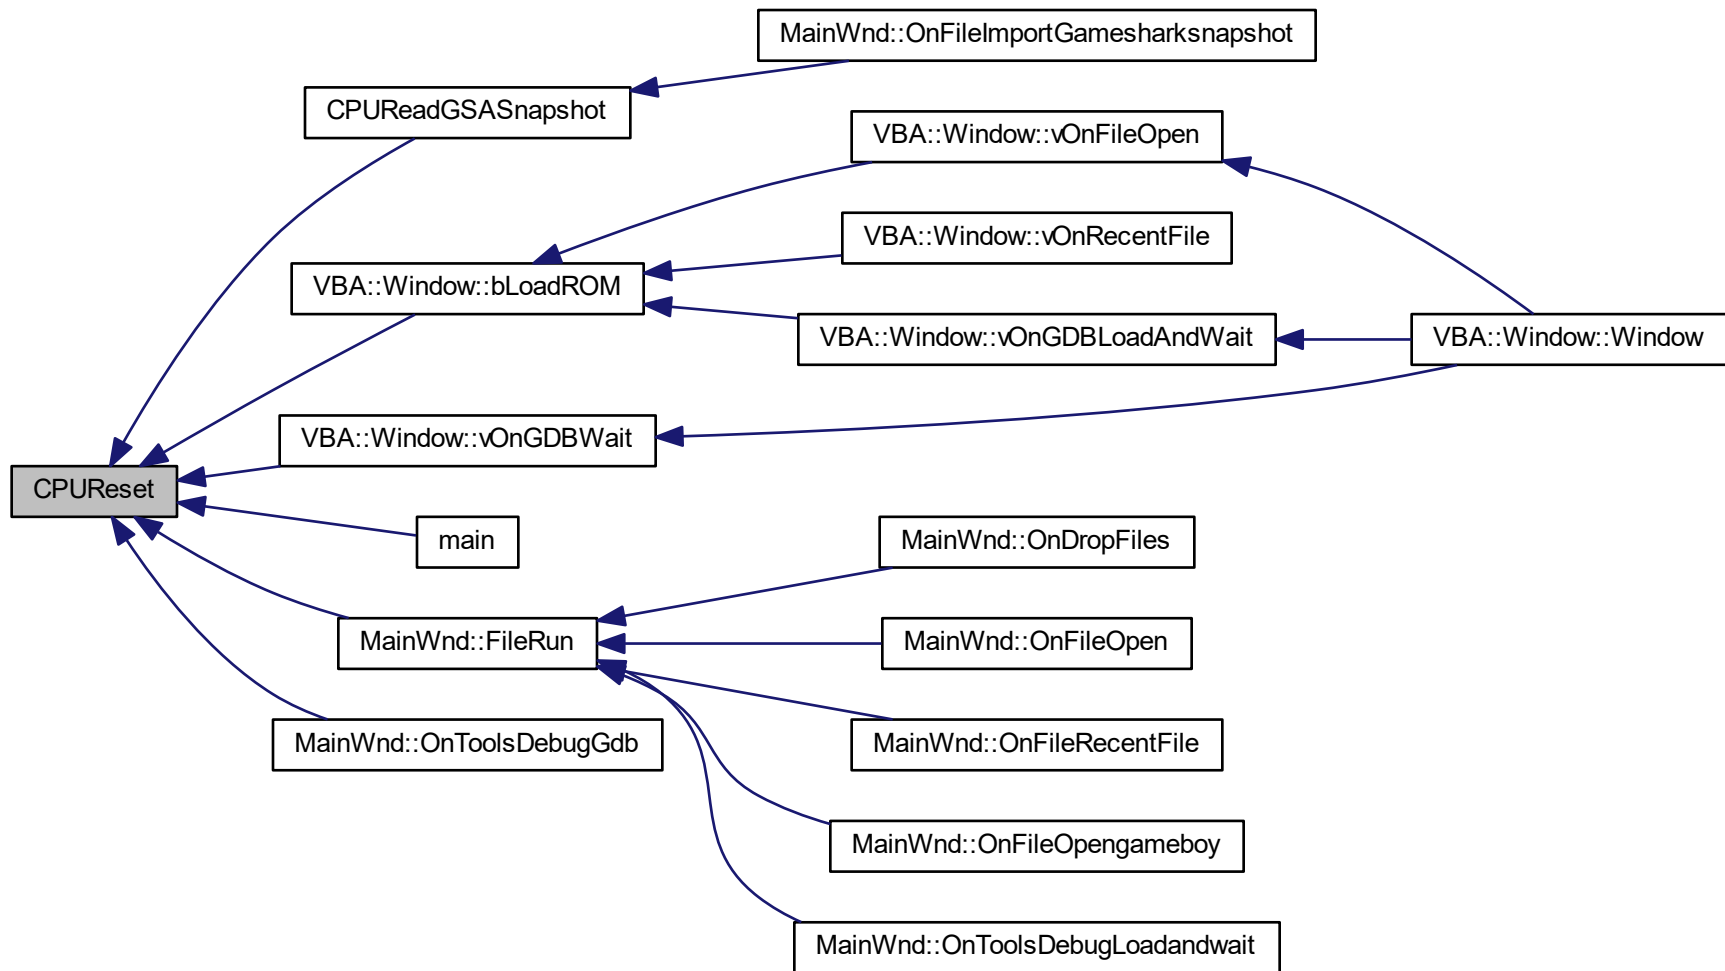 MainWnd::OnFileImportGamesharksnapshot
CPUReadGSASnapshot
VBA::Window::vOnFileOpen
VBA::Window::vOnRecentFile
VBA::Window::bLoadROM
VBA::Window::vOnGDBLoadAndWait
VBA::Window::Window
VBA::Window::vOnGDBWait
CPUReset
main
MainWnd::OnDropFiles
MainWnd::FileRun
MainWnd::OnFileOpen
MainWnd::OnToolsDebugGdb
MainWnd::OnFileRecentFile
MainWnd::OnFileOpengameboy
MainWnd::OnToolsDebugLoadandwait